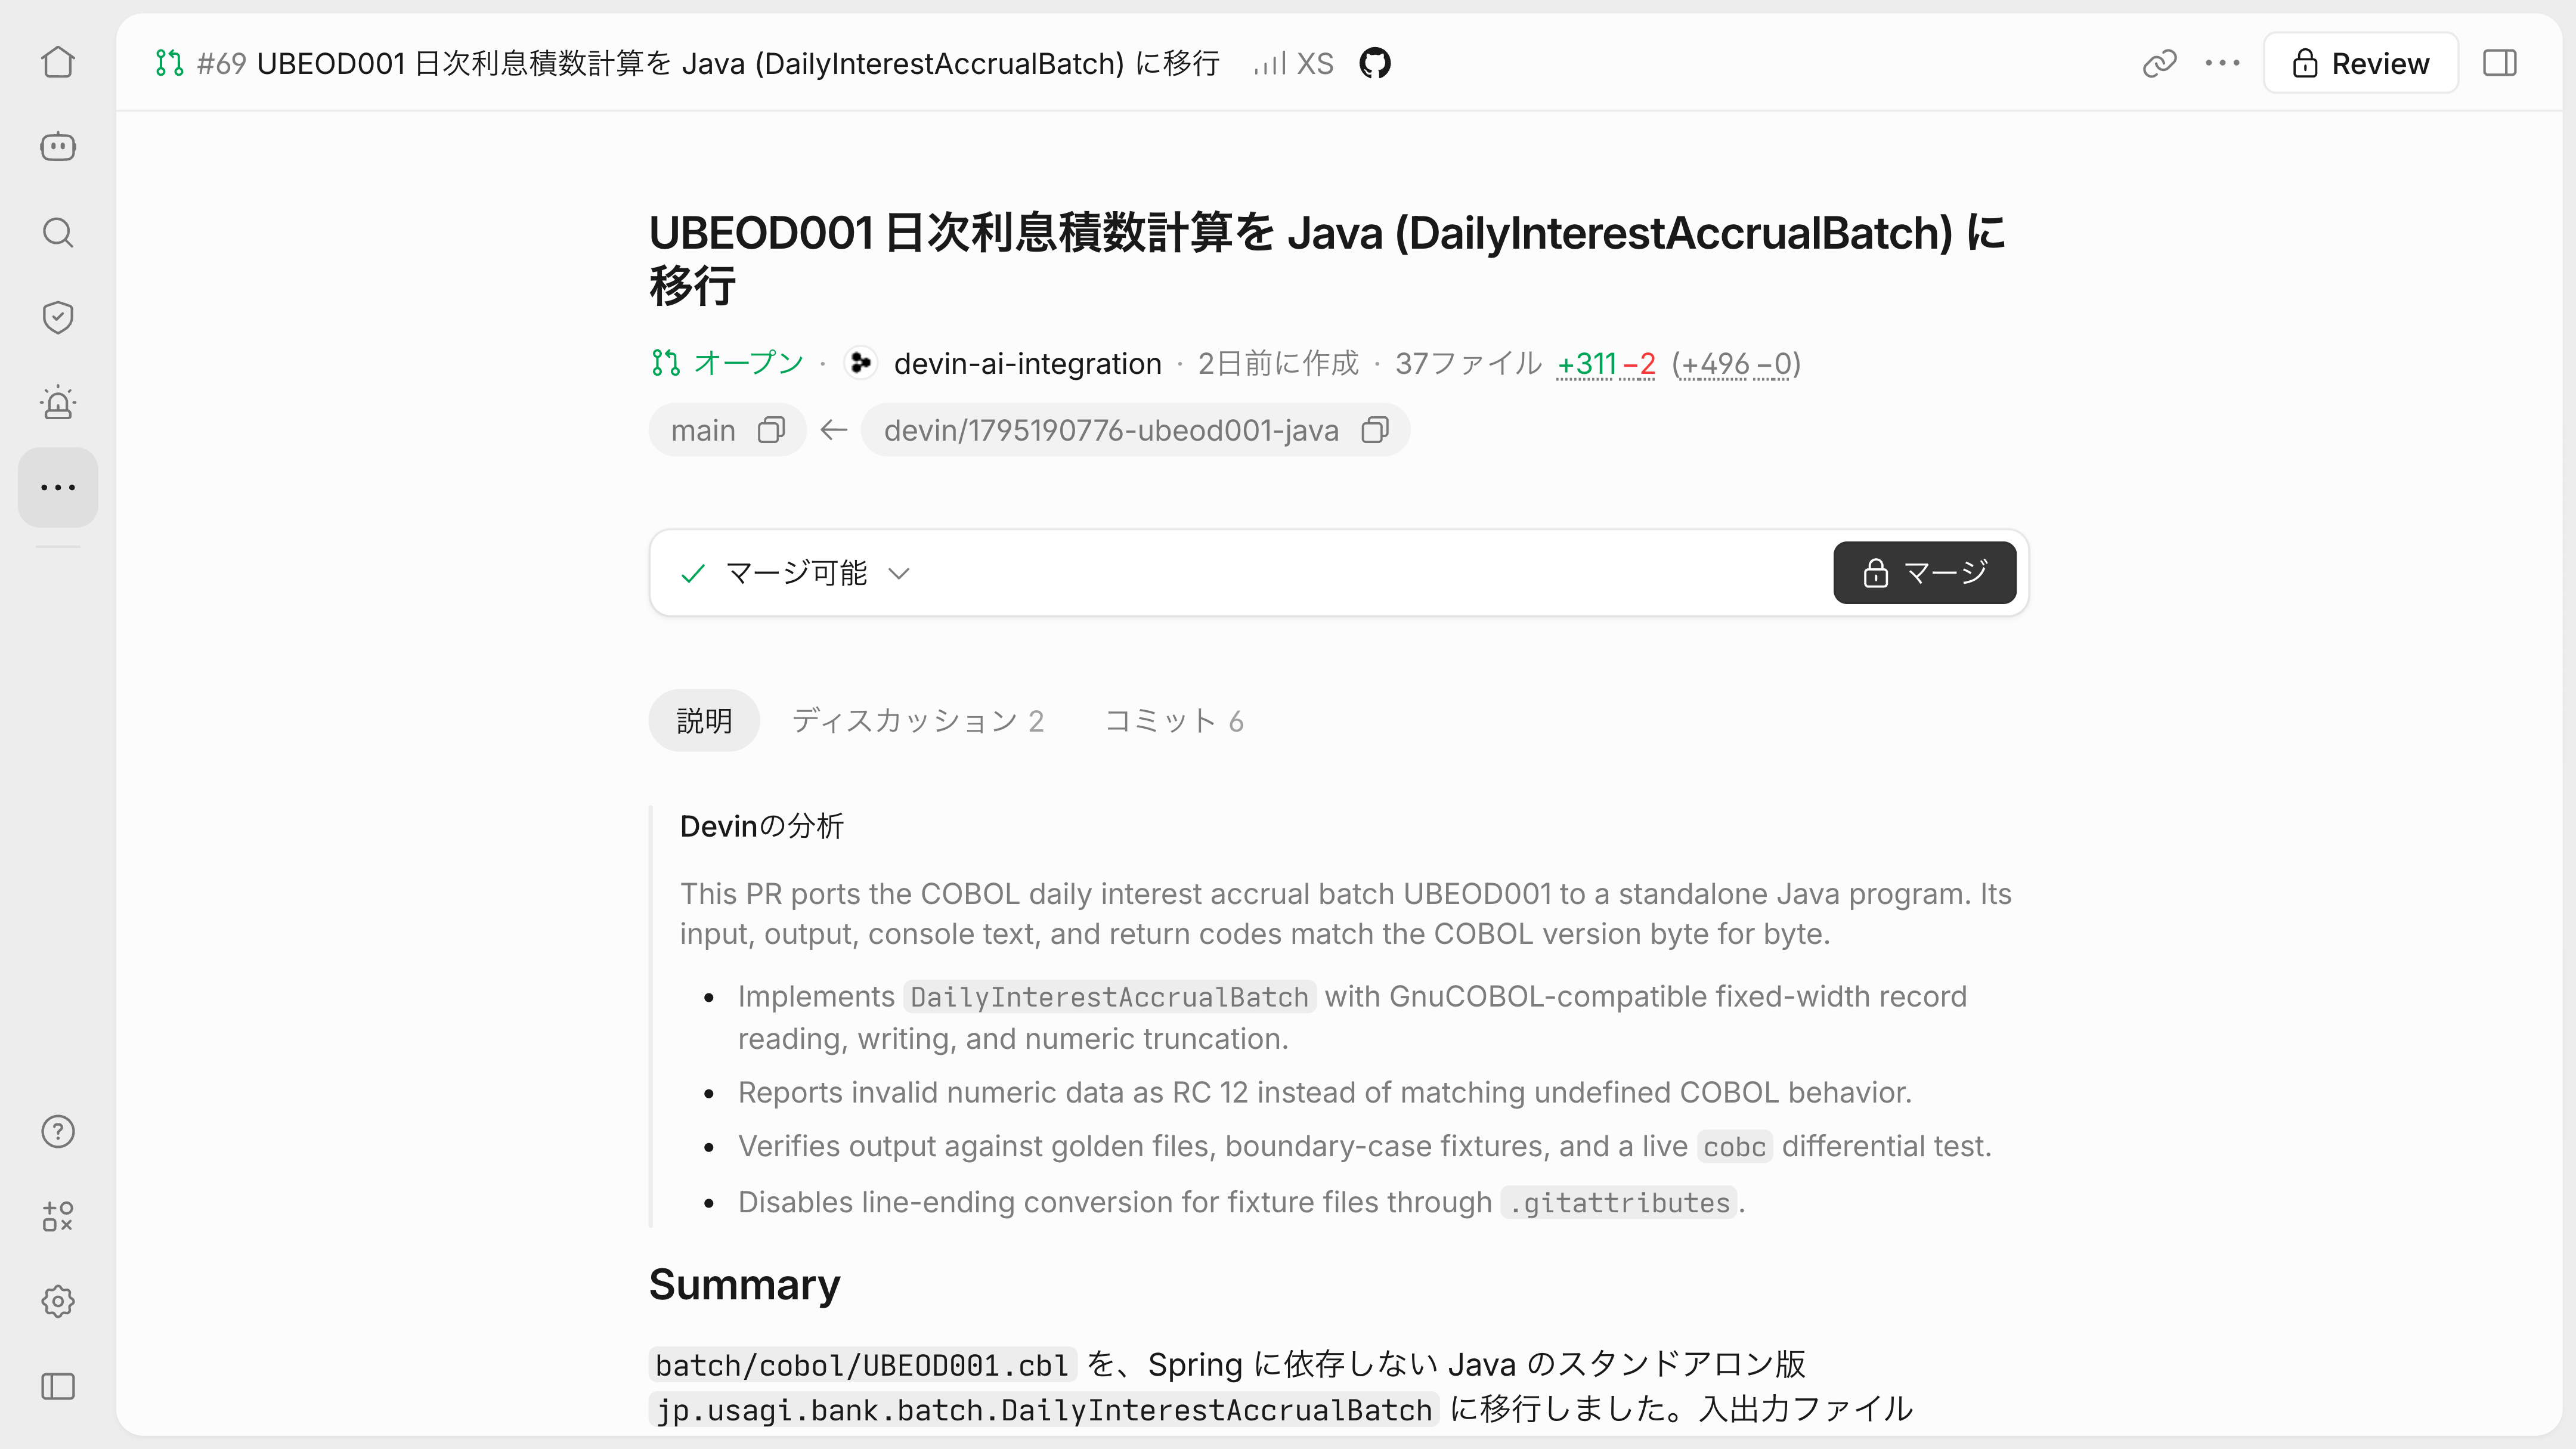 #69 UBEOD001 日次利息積数計算を Java (DailyInterestAccrualBatch) に移行 XS
Review
UBEOD001 日次利息積数計算を Java (DailyInterestAccrualBatch) に
移行
オープン · devin-ai-integration · 2日前に作成 · 37ファイル +311 −2 (+496 −0)
main ← devin/1795190776-ubeod001-java
マージ可能
マージ
説明 ディスカッション 2 コミット 6
Devinの分析
This PR ports the COBOL daily interest accrual batch UBEOD001 to a standalone Java program. Its
input, output, console text, and return codes match the COBOL version byte for byte.
• Implements DailyInterestAccrualBatch with GnuCOBOL-compatible fixed-width record
reading, writing, and numeric truncation.
• Reports invalid numeric data as RC 12 instead of matching undefined COBOL behavior.
• Verifies output against golden files, boundary-case fixtures, and a live cobc differential test.
• Disables line-ending conversion for fixture files through .gitattributes.
Summary
batch/cobol/UBEOD001.cbl を、Spring に依存しない Java のスタンドアロン版
jp.usagi.bank.batch.DailyInterestAccrualBatch に移行しました。入出力ファイル